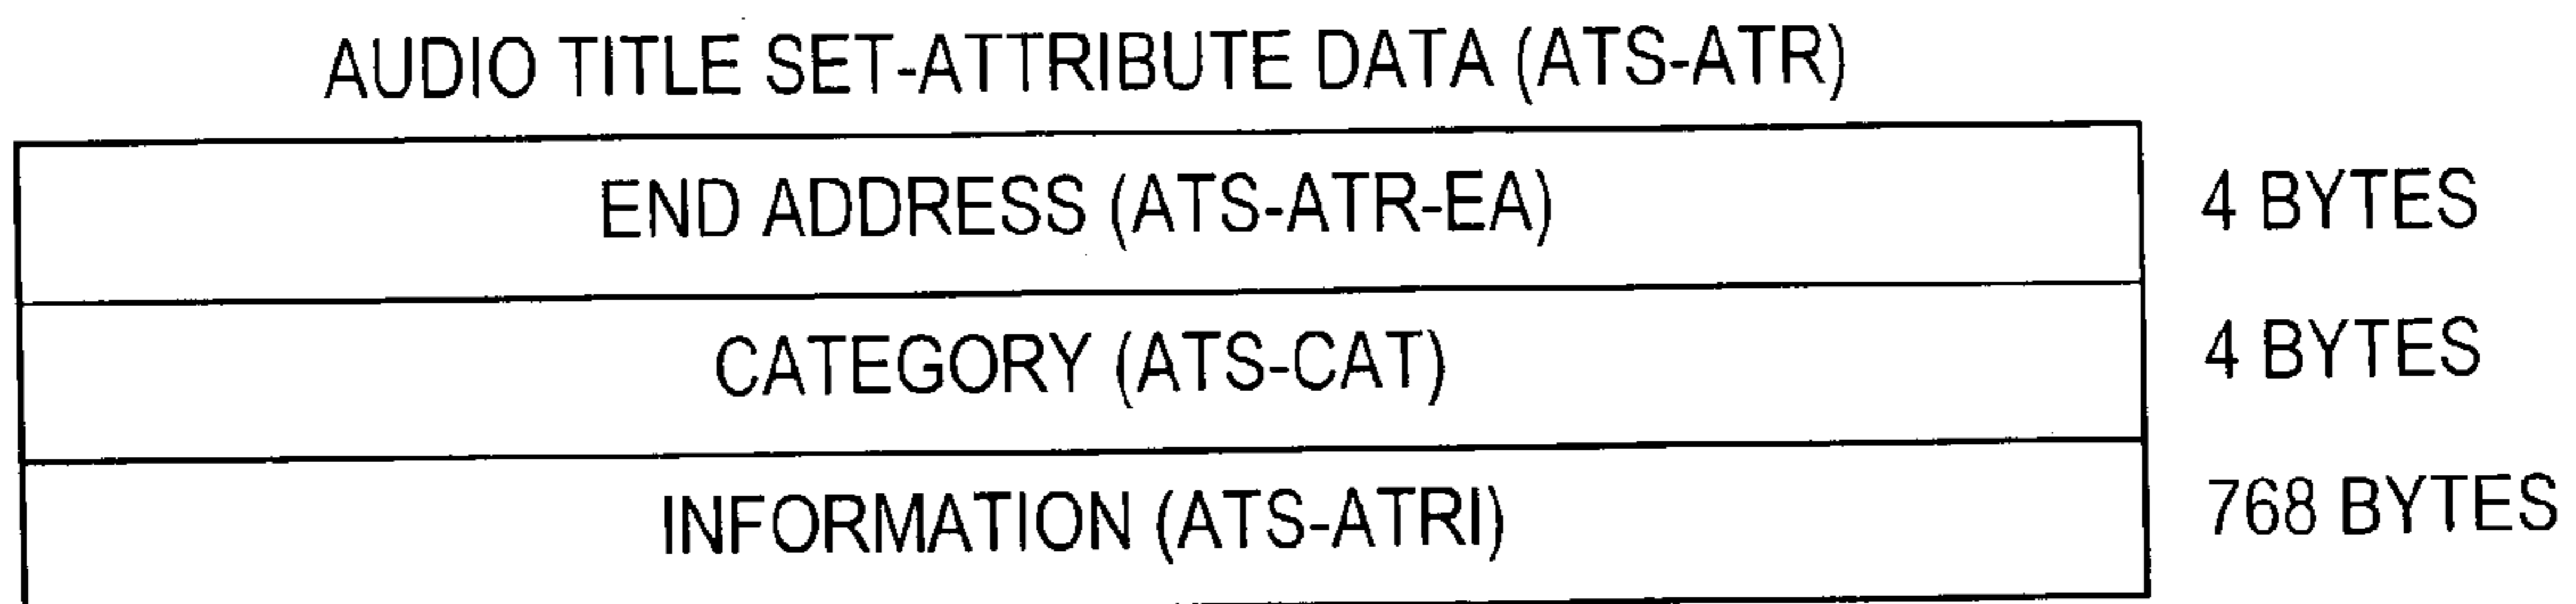 AUDIO TITLE SET-ATTRIBUTE DATA (ATS-ATR)
END ADDRESS (ATS-ATR-EA) 4 BYTES
CATEGORY (ATS-CAT) 4 BYTES
INFORMATION (ATS-ATRI) 768 BYTES